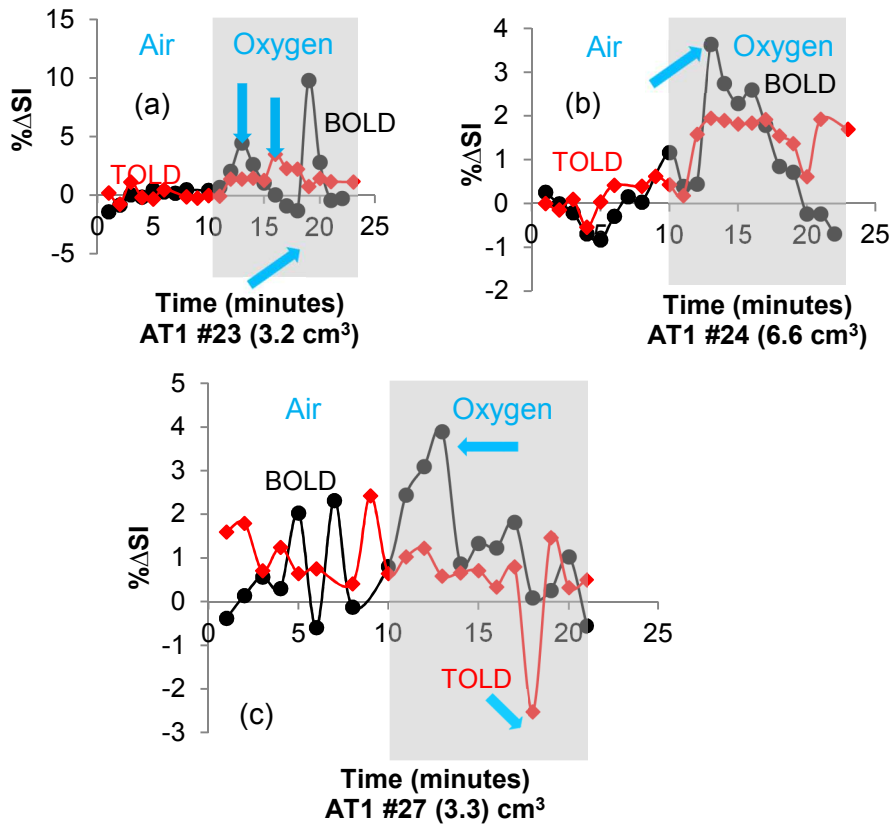 Air Oxygen
15
10
5
0
-5
%ΔSI
(a)
BOLD
TOLD
0 5 10 15 20 25
Time (minutes)
AT1 #23 (3.2 cm³)
Air Oxygen
4
3
2
1
0
-1
-2
%ΔSI
(b)
BOLD
TOLD
0 5 10 15 20 25
Time (minutes)
AT1 #24 (6.6 cm³)
Air Oxygen
5
4
3
2
1
0
-1
-2
-3
%ΔSI
BOLD
0 5 10 15 20 25
TOLD
(c)
Time (minutes)
AT1 #27 (3.3) cm³